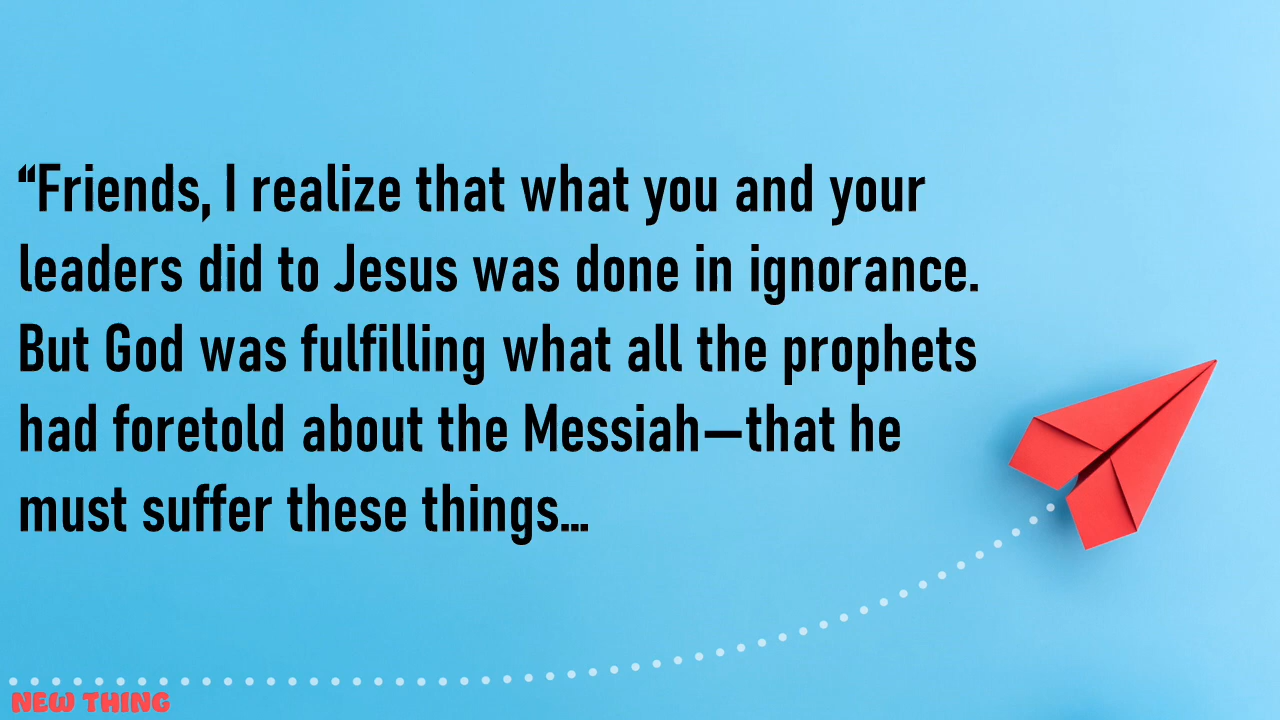 “Friends, I realize that what you and your
leaders did to Jesus was done in ignorance.
But God was fulfilling what all the prophets
had foretold about the Messiah—that he
must suffer these things...
NEW THING